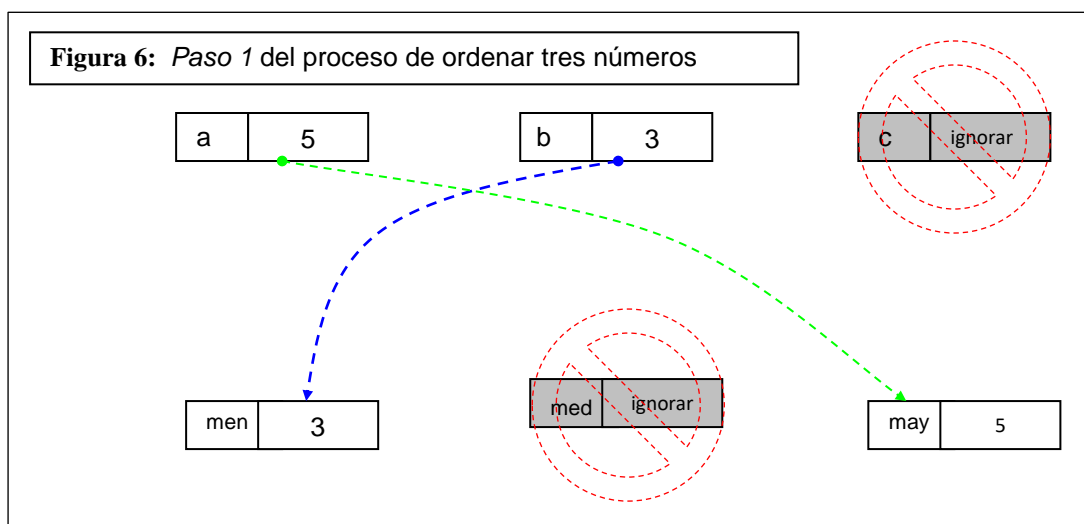 Figura 6: Paso 1 del proceso de ordenar tres números
a 5
b 3
c ignorar
men 3
med ignorar
may 5